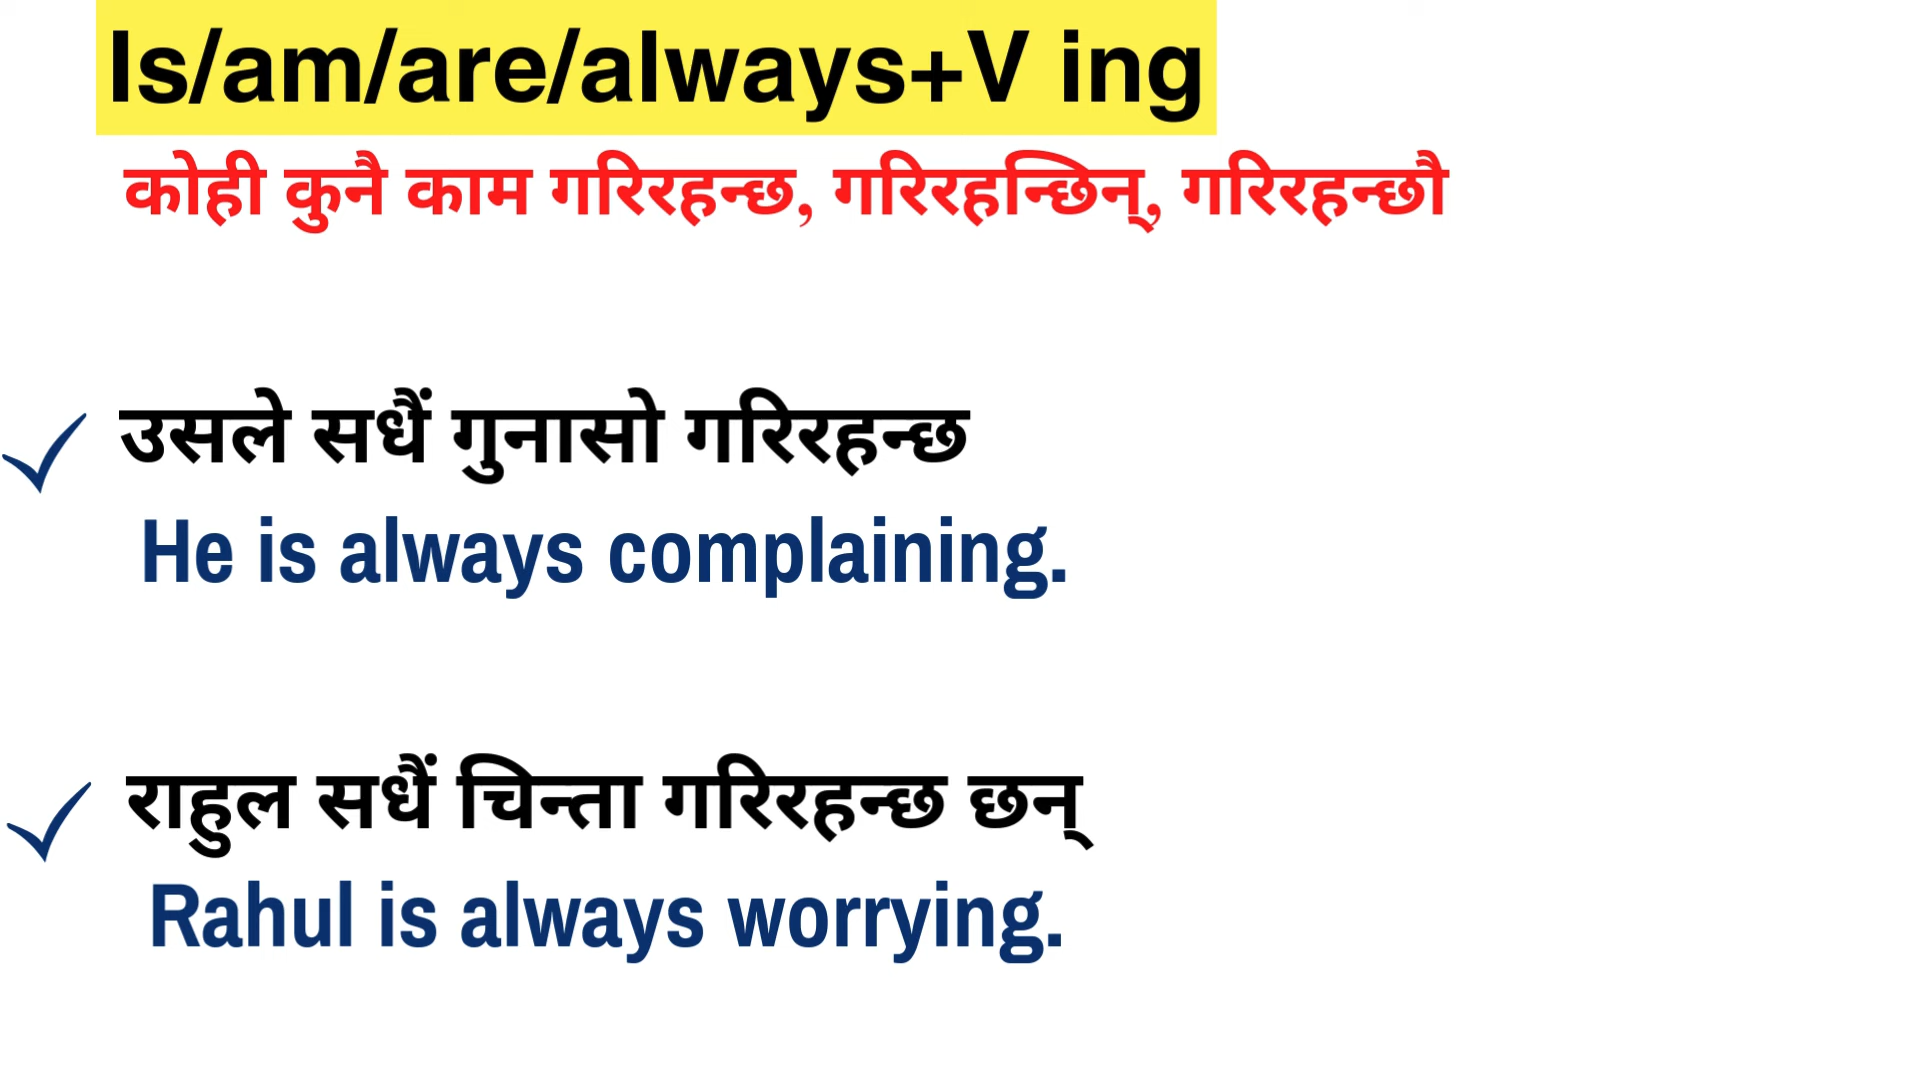 Is/am/are/always+V ing
कोही कुनै काम गरिरहन्छ, गरिरहन्छिन्, गरिरहन्छौ
उसले सधैं गुनासो गरिरहन्छ
He is always complaining.
राहुल सधैं चिन्ता गरिरहन्छ छन्
Rahul is always worrying.